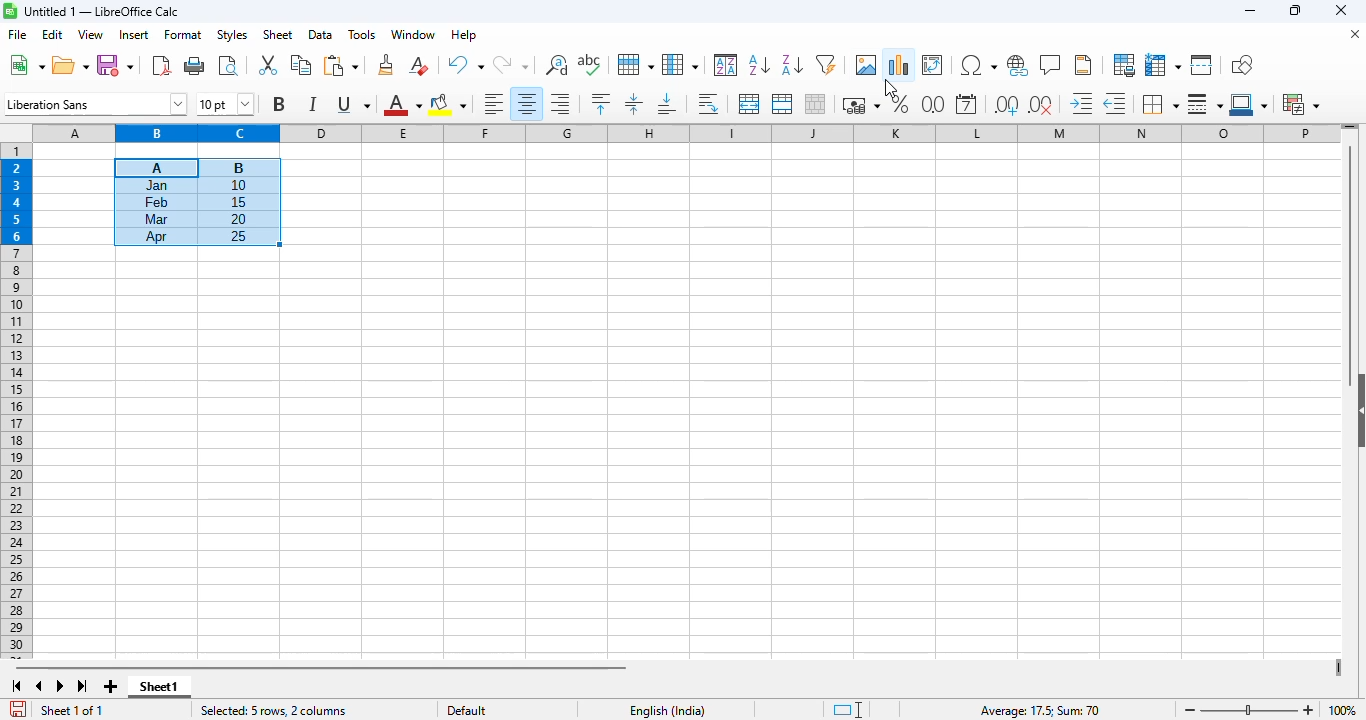 Untitled 1 — LibreOffice Calc
File Edit View Insert Format Styles Sheet Data Tools Window Help
Liberation Sans 10 pt
A B C D E F G H I J K L M N O P
1
2 A B
3 Jan 10
4 Feb 15
5 Mar 20
6 Apr 25
7
8
9
10
11
12
13
14
15
16
17
18
19
20
21
22
23
24
25
26
27
28
29
30
Sheet1
Sheet 1 of 1 Selected: 5 rows, 2 columns Default English (India) Average: 17.5; Sum: 70 100%